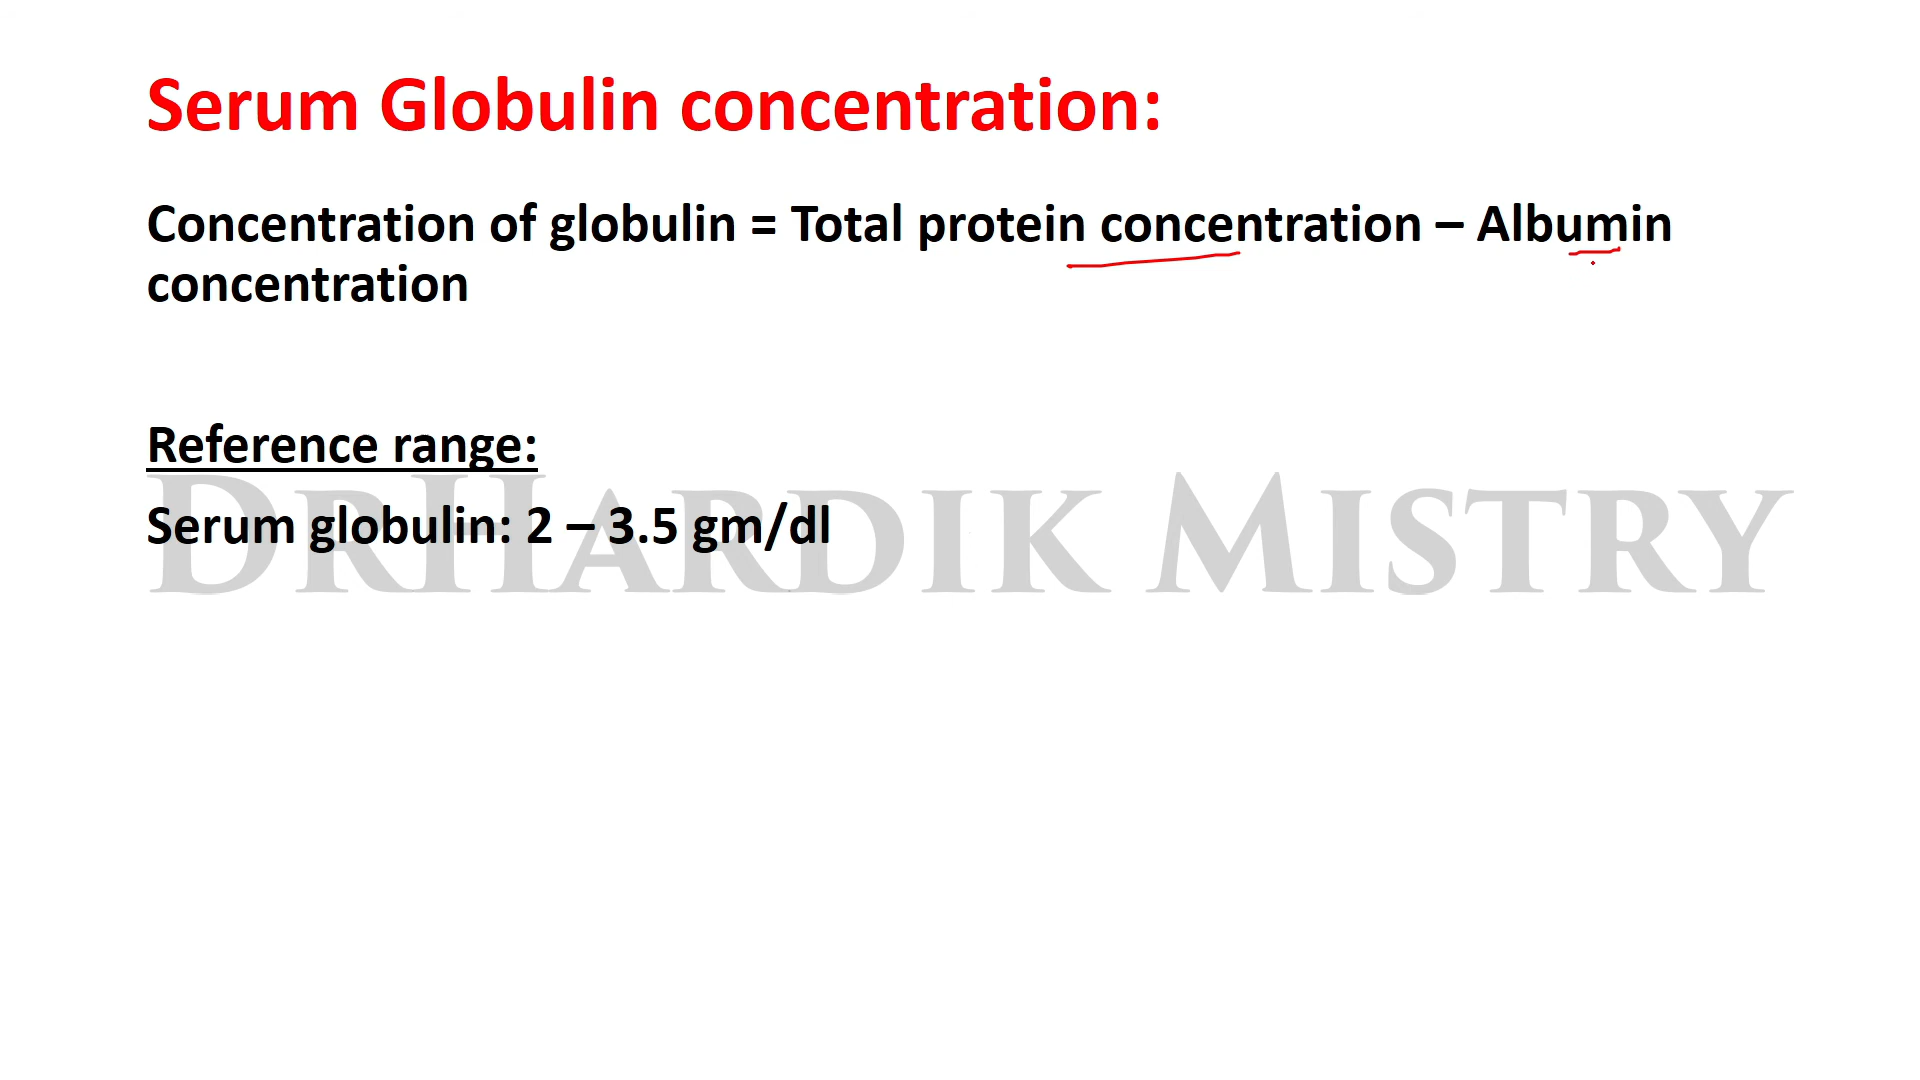 Serum Globulin concentration:
Concentration of globulin = Total protein concentration – Albumin
concentration
Reference range:
Serum globulin: 2 – 3.5 gm/dl
DrHardik Mistry